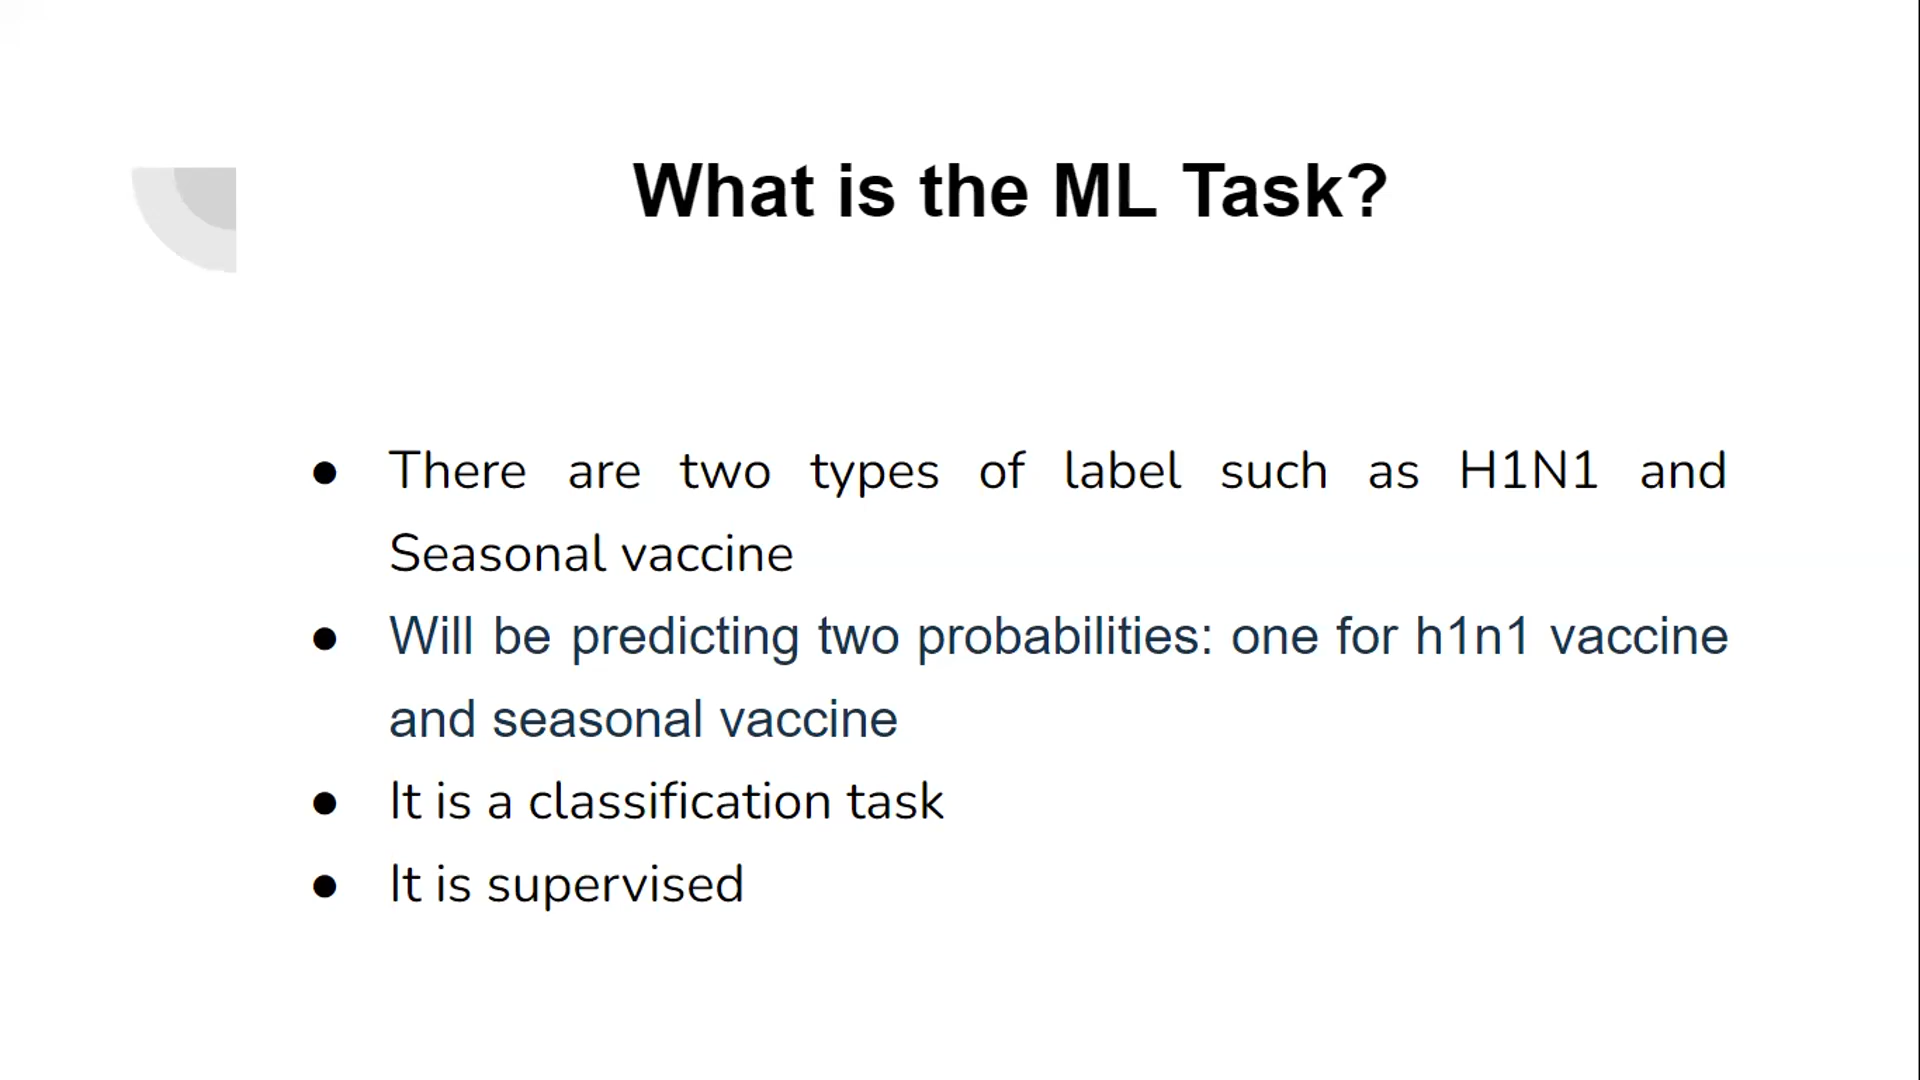 What is the ML Task?
● There are two types of label such as H1N1 and
Seasonal vaccine
● Will be predicting two probabilities: one for h1n1 vaccine
and seasonal vaccine
● It is a classification task
● It is supervised